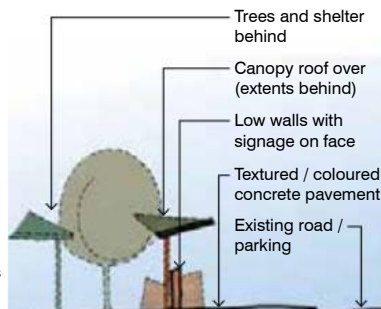 Trees and shelter
behind
Canopy roof over
(extents behind)
Low walls with
signage on face
Textured / coloured
concrete pavement
Existing road /
parking
s